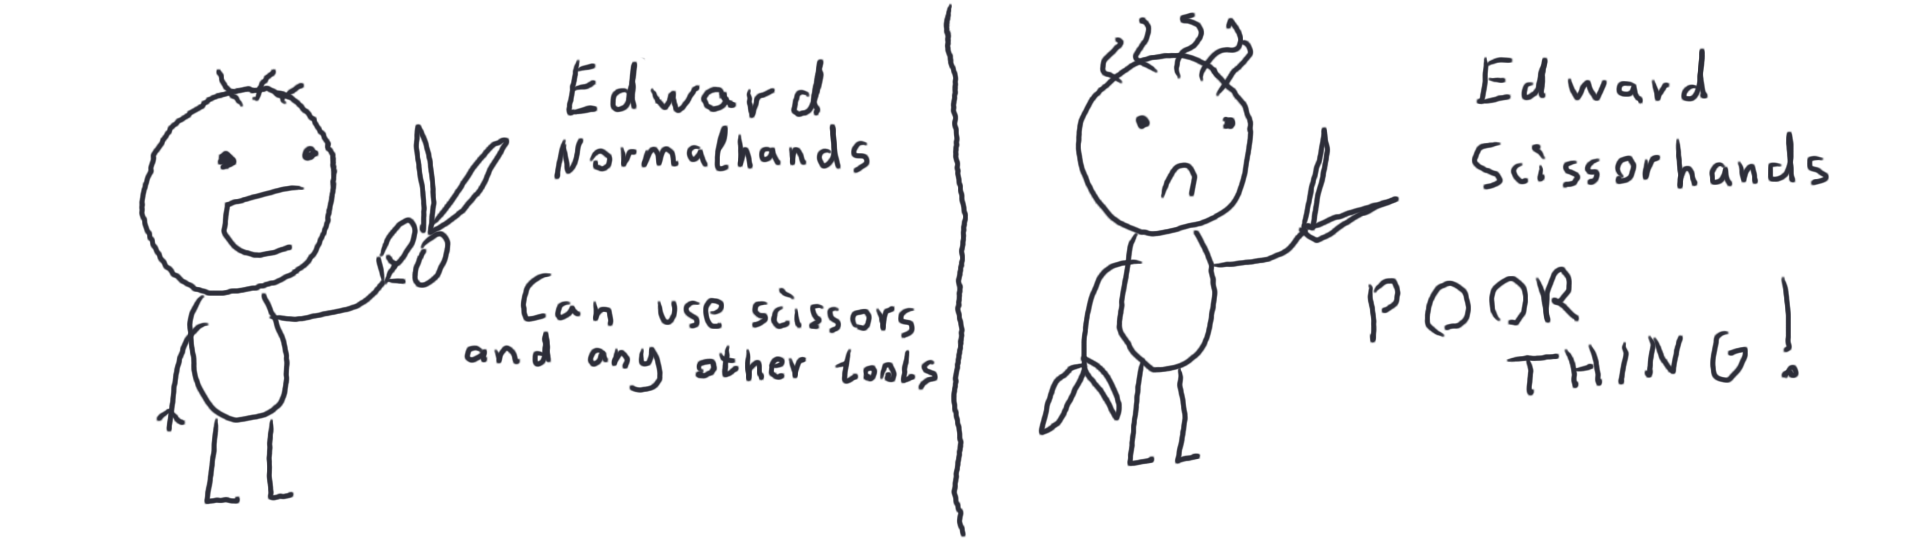 Edward
Normalhands
Can use scissors
and any other tools
Edward
Scissorhands
POOR
THING!